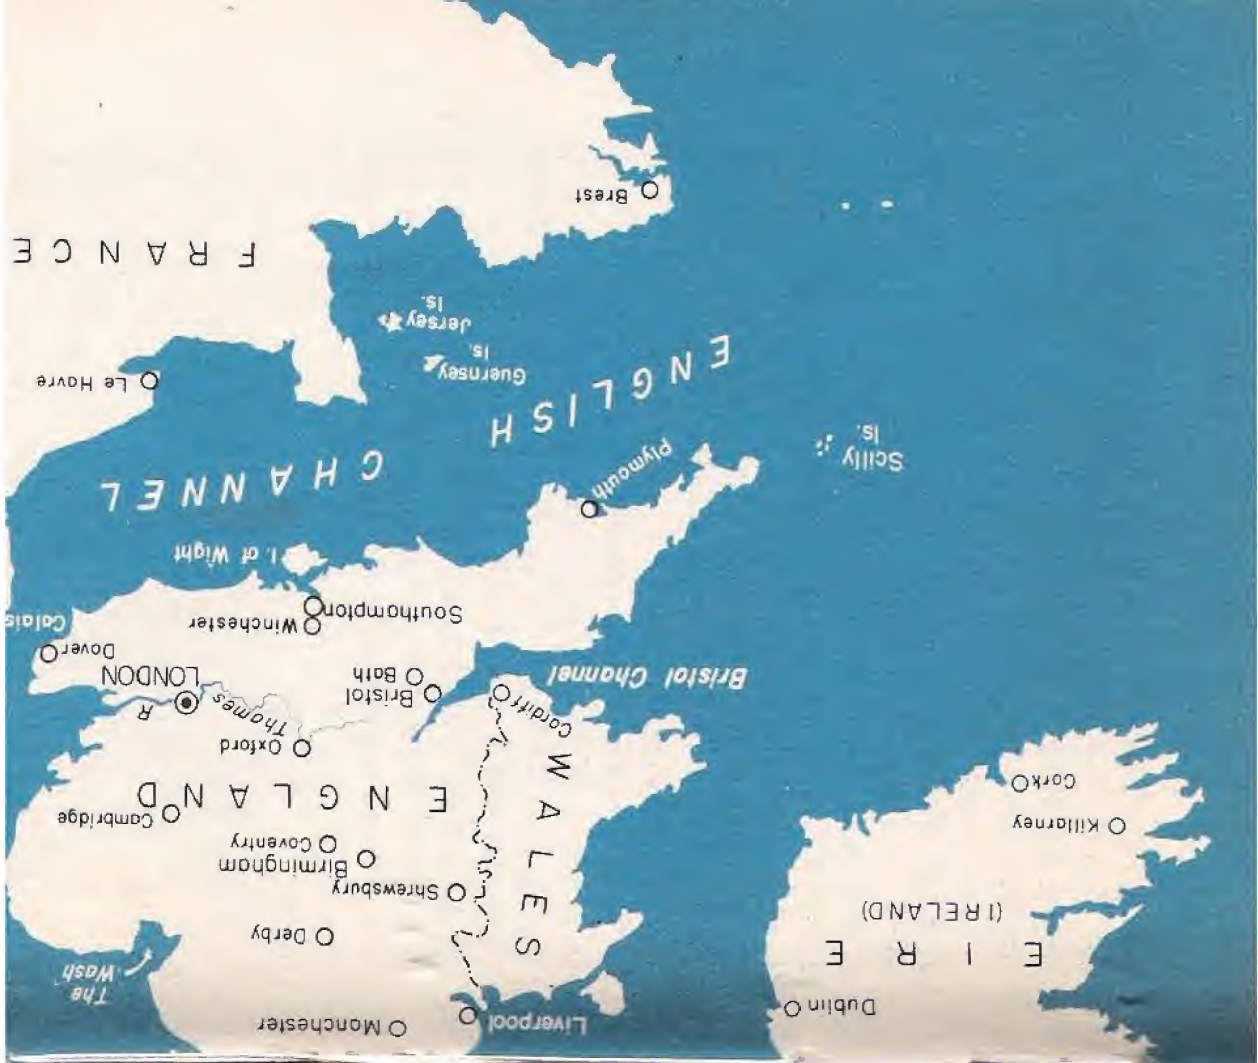 Manchester
Liverpool
Dublin
The
Wash
EIRE
(IRELAND)
WALES
Derby
Shrewsbury
Birmingham
Coventry
Killarney
Cork
Cambridge
ENGLAND
Oxford
R
Thames
LONDON
Cardiff
Bristol
Bath
Bristol Channel
Dover
Calais
Winchester
Southampton
I. of Wight
Plymouth
Scilly
Is.
ENGLISH
CHANNEL
Guernsey
Is.
Le Havre
Jersey
Is.
FRANCE
Brest